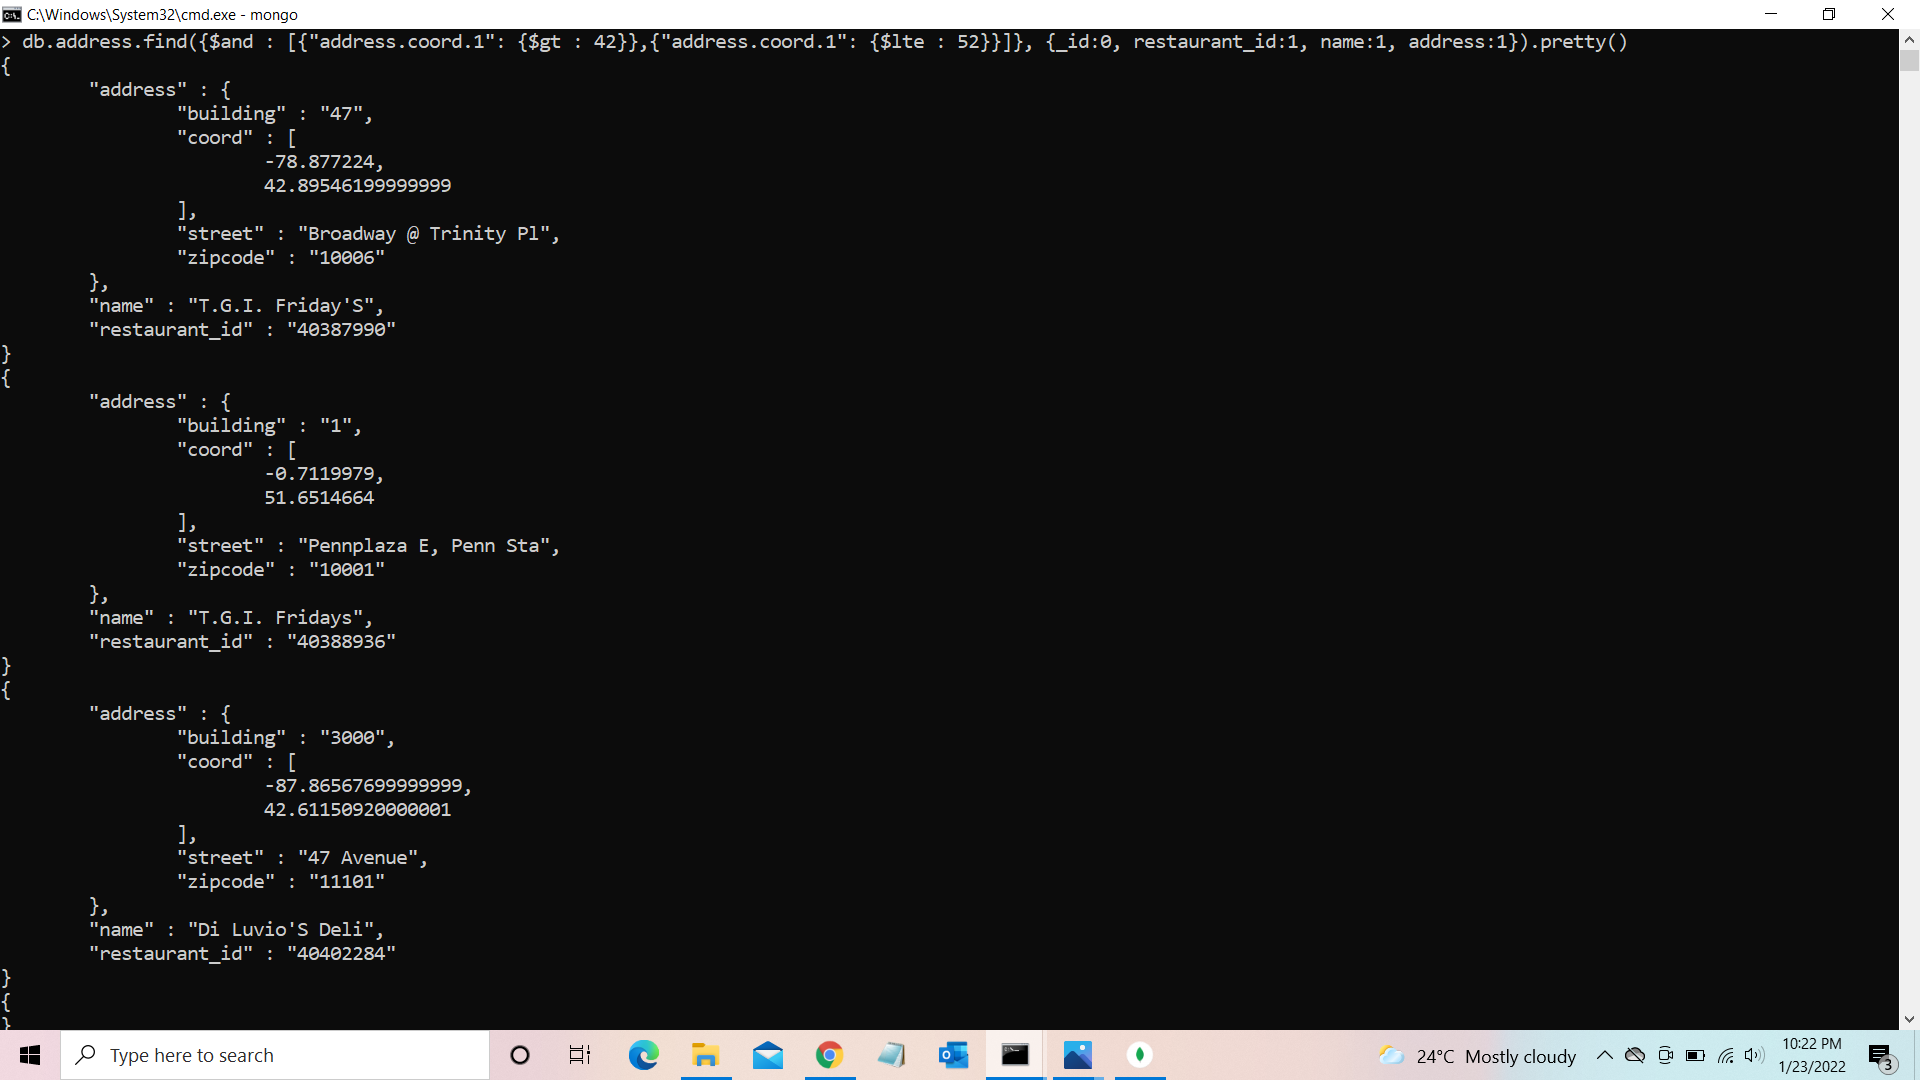 C:\Windows\System32\cmd.exe - mongo
> db.address.find({$and : [{"address.coord.1": {$gt : 42}},{"address.coord.1": {$lte : 52}}]}, {_id:0, restaurant_id:1, name:1, address:1}).pretty()
{
"address" : {
"building" : "47",
"coord" : [
-78.877224,
42.89546199999999
],
"street" : "Broadway @ Trinity Pl",
"zipcode" : "10006"
},
"name" : "T.G.I. Friday'S",
"restaurant_id" : "40387990"
}
{
"address" : {
"building" : "1",
"coord" : [
-0.7119979,
51.6514664
],
"street" : "Pennplaza E, Penn Sta",
"zipcode" : "10001"
},
"name" : "T.G.I. Fridays",
"restaurant_id" : "40388936"
}
{
"address" : {
"building" : "3000",
"coord" : [
-87.86567699999999,
42.61150920000001
],
"street" : "47 Avenue",
"zipcode" : "11101"
},
"name" : "Di Luvio'S Deli",
"restaurant_id" : "40402284"
}
{
}
Type here to search
24°C Mostly cloudy
10:22 PM
1/23/2022
3